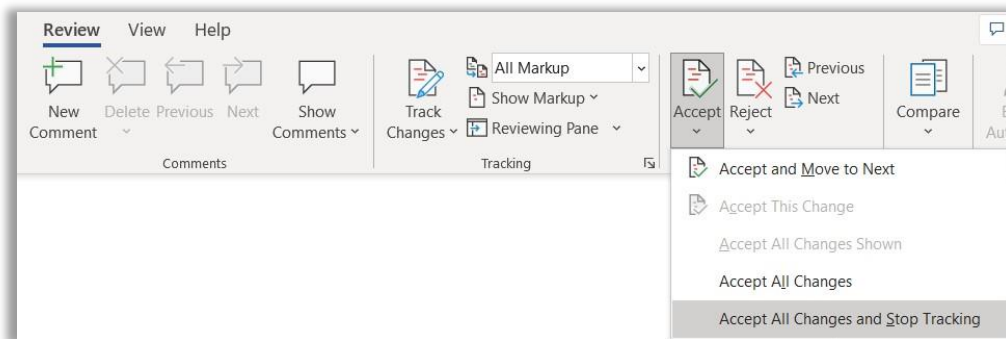 Review View Help
New Comment
Delete
Previous
Next
Show Comments
Comments
Track Changes
All Markup
Show Markup
Reviewing Pane
Tracking
Accept
Reject
Previous
Next
Compare
Accept and Move to Next
Accept This Change
Accept All Changes Shown
Accept All Changes
Accept All Changes and Stop Tracking